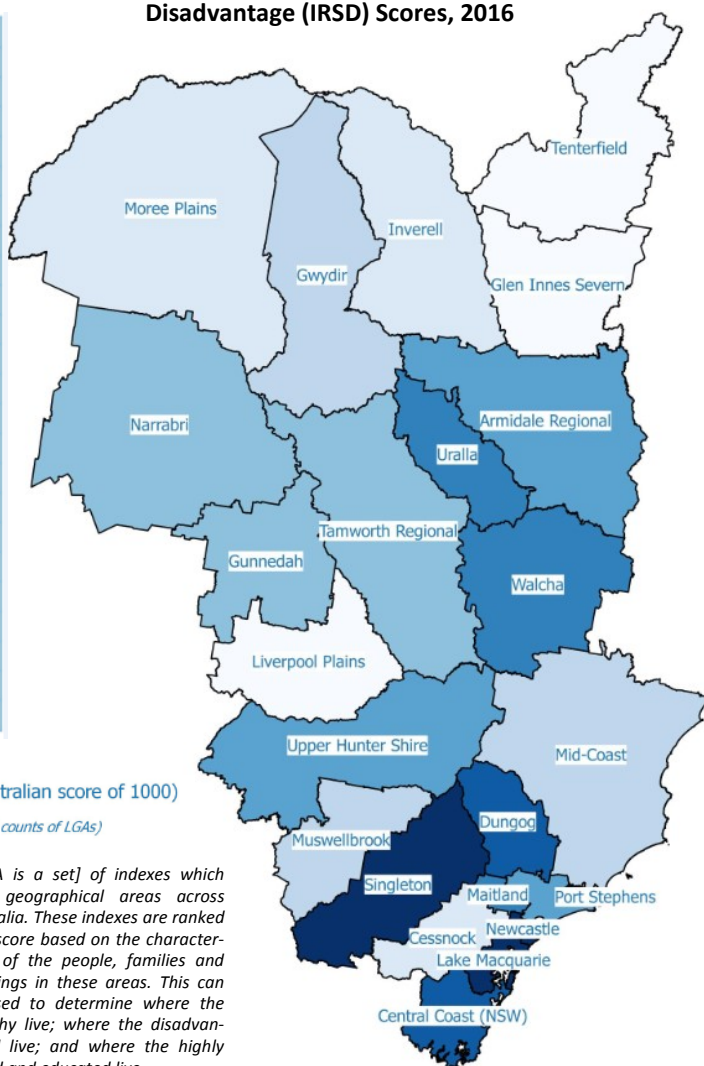 Disadvantage (IRSD) Scores, 2016
Tenterfield
Moree Plains
Inverell
Gwydir
Glen Innes Severn
Narrabri
Armidale Regional
Uralla
Tamworth Regional
Gunnedah
Walcha
Liverpool Plains
Upper Hunter Shire
Mid-Coast
tralian score of 1000)
Dungog
counts of LGAs)
Muswellbrook
A is a set] of indexes which
geographical areas across
Singleton
Maitland
Port Stephens
alia. These indexes are ranked
score based on the character-
Newcastle
Cessnock
of the people, families and
Lake Macquarie
ings in these areas. This can
sed to determine where the
hy live; where the disadvan-
Central Coast (NSW)
live; and where the highly
and educated live